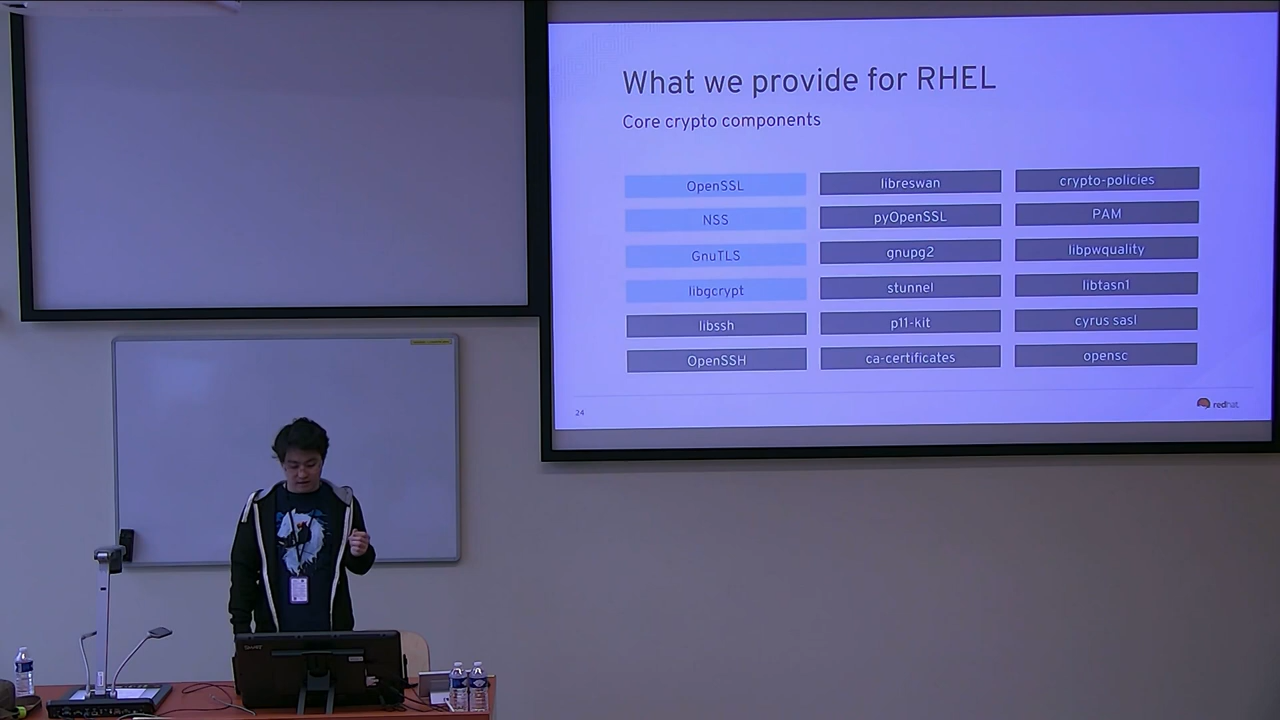 What we provide for RHEL
Core crypto components
OpenSSL libreswan crypto-policies
NSS pyOpenSSL PAM
GnuTLS gnupg2 libpwquality
libgcrypt stunnel libtasn1
libssh p11-kit cyrus sasl
OpenSSH ca-certificates opensc
24
redhat.